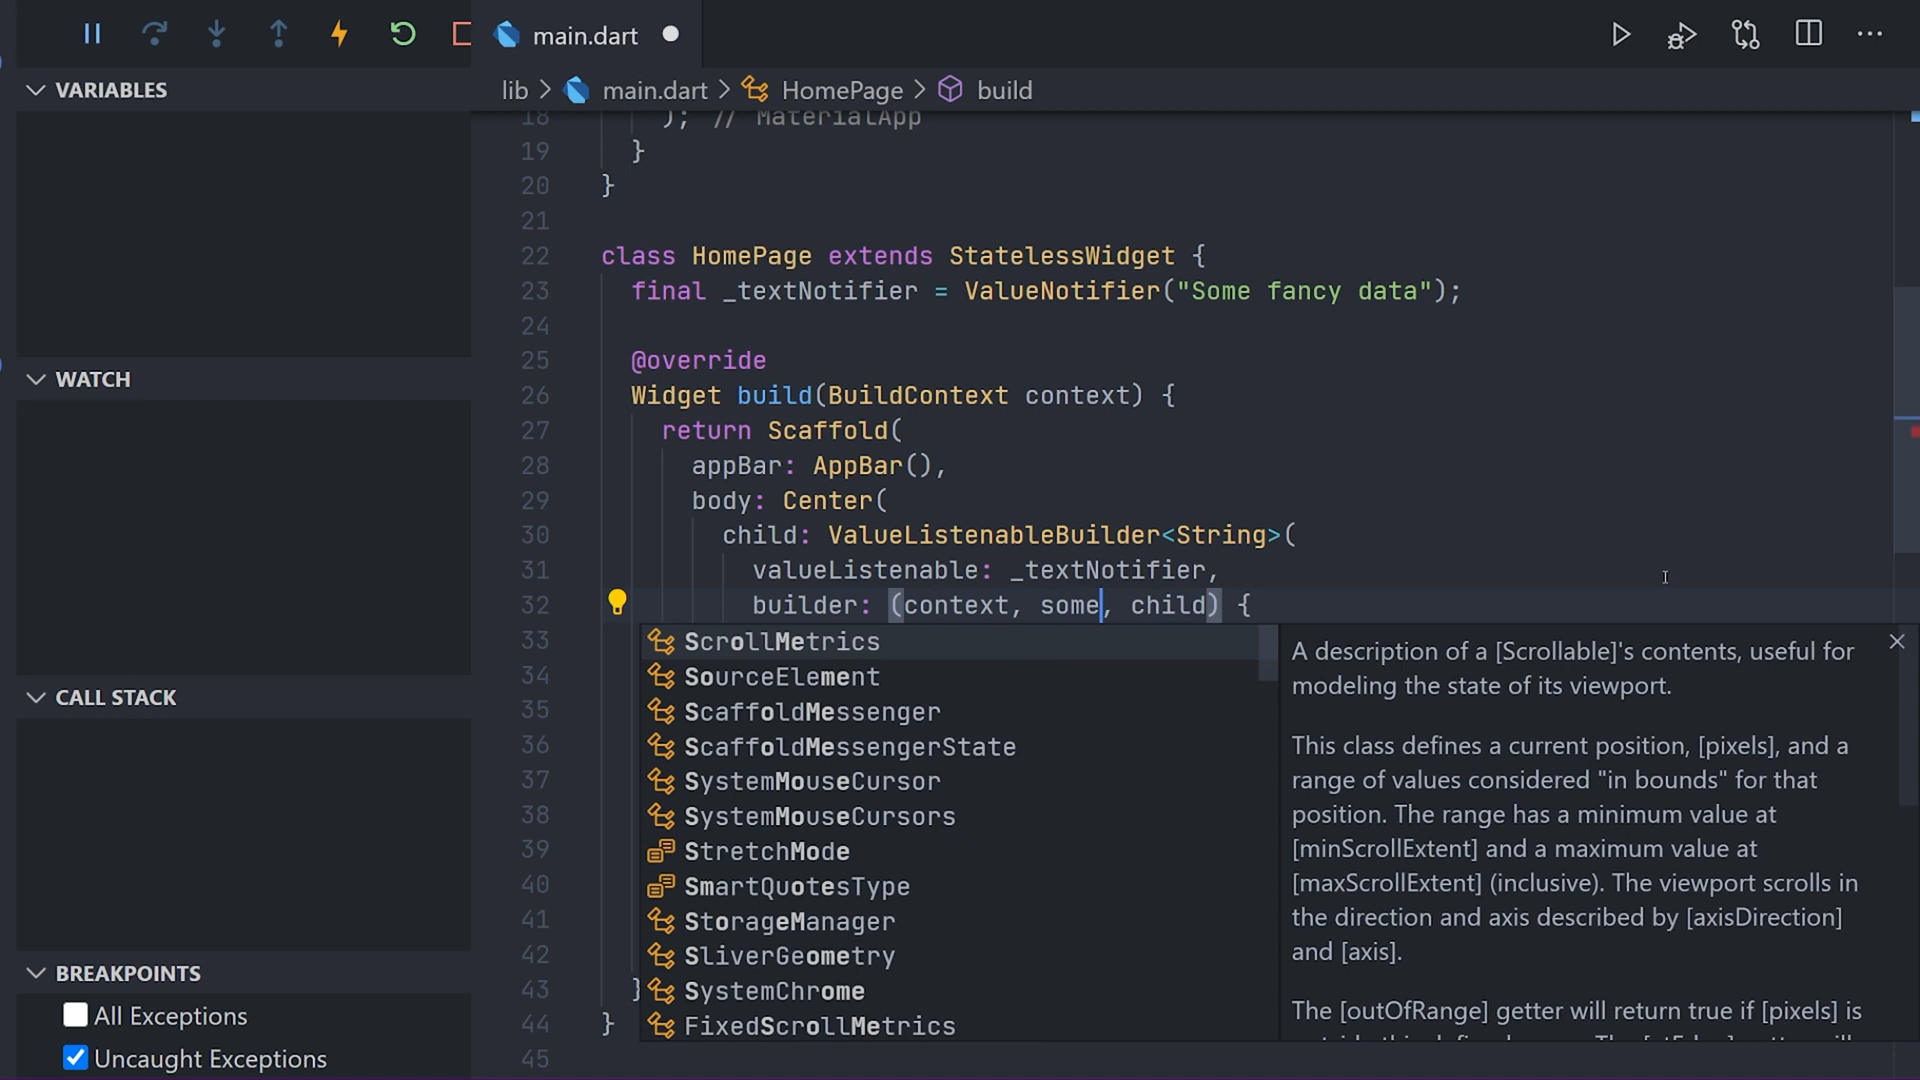 main.dart
VARIABLES
lib > main.dart > HomePage > build
18 ); // MaterialApp
19 }
20 }
21
22 class HomePage extends StatelessWidget {
23 final _textNotifier = ValueNotifier("Some fancy data");
24
25 @override
26 Widget build(BuildContext context) {
27 return Scaffold(
28 appBar: AppBar(),
29 body: Center(
30 child: ValueListenableBuilder<String>(
31 valueListenable: _textNotifier,
32 builder: (context, some, child) {
33
34
35
36
37
38
39
40
41
42
43 }
44 }
45
WATCH
CALL STACK
BREAKPOINTS
All Exceptions
Uncaught Exceptions
ScrollMetrics
SourceElement
ScaffoldMessenger
ScaffoldMessengerState
SystemMouseCursor
SystemMouseCursors
StretchMode
SmartQuotesType
StorageManager
SliverGeometry
SystemChrome
FixedScrollMetrics
A description of a [Scrollable]'s contents, useful for
modeling the state of its viewport.
This class defines a current position, [pixels], and a
range of values considered "in bounds" for that
position. The range has a minimum value at
[minScrollExtent] and a maximum value at
[maxScrollExtent] (inclusive). The viewport scrolls in
the direction and axis described by [axisDirection]
and [axis].
The [outOfRange] getter will return true if [pixels] is